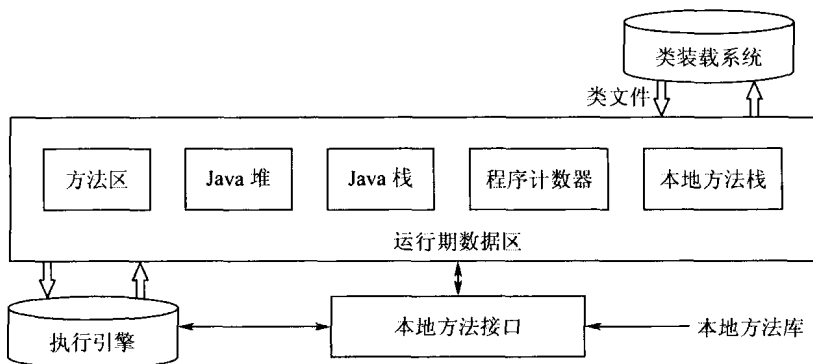 类装载系统
类文件
方法区
Java 堆
Java 栈
程序计数器
本地方法栈
运行期数据区
执行引擎
本地方法接口
本地方法库